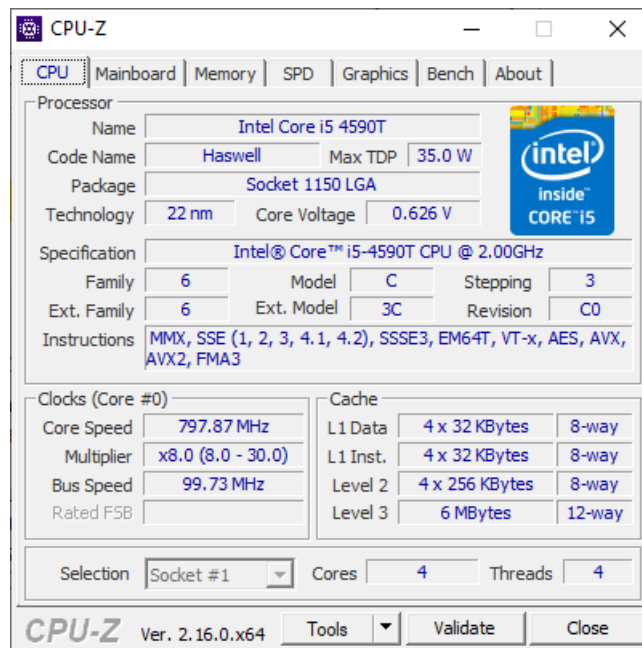 CPU-Z
CPU Mainboard Memory SPD Graphics Bench About
Processor
Name Intel Core i5 4590T
Code Name Haswell Max TDP 35.0 W
Package Socket 1150 LGA
Technology 22 nm Core Voltage 0.626 V
(intel)
inside™
CORE™i5
Specification Intel® Core™ i5-4590T CPU @ 2.00GHz
Family 6 Model C Stepping 3
Ext. Family 6 Ext. Model 3C Revision C0
Instructions MMX, SSE (1, 2, 3, 4.1, 4.2), SSSE3, EM64T, VT-x, AES, AVX,
AVX2, FMA3
Clocks (Core #0)
Core Speed 797.87 MHz
Multiplier x8.0 (8.0 - 30.0)
Bus Speed 99.73 MHz
Rated FSB
Cache
L1 Data 4 x 32 KBytes 8-way
L1 Inst. 4 x 32 KBytes 8-way
Level 2 4 x 256 KBytes 8-way
Level 3 6 MBytes 12-way
Selection Socket #1 Cores 4 Threads 4
CPU-Z Ver. 2.16.0.x64 Tools Validate Close